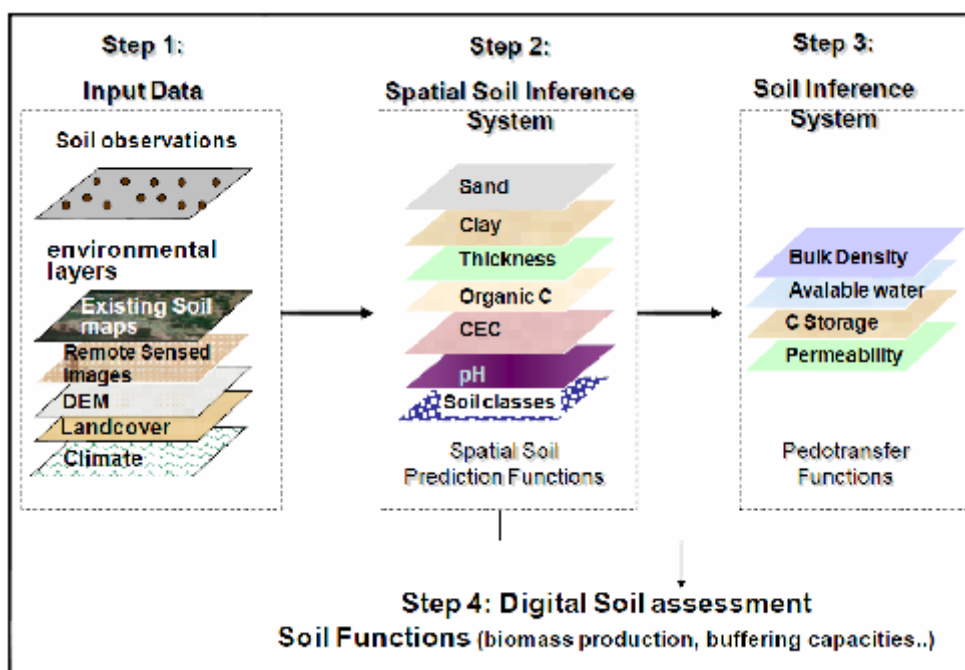 Step 1:
Input Data
Soil observations
environmental
layers
Existing Soil
maps
Remote Sensed
Images
DEM
Landcover
Climate
Step 2:
Spatial Soil Inference
System
Sand
Clay
Thickness
Organic C
CEC
pH
Soil classes
Spatial Soil
Prediction Functions
Step 3:
Soil Inference
System
Bulk Density
Avalable water
C Storage
Permeability
Pedotransfer
Functions
Step 4: Digital Soil assessment
Soil Functions (biomass production, buffering capacities..)